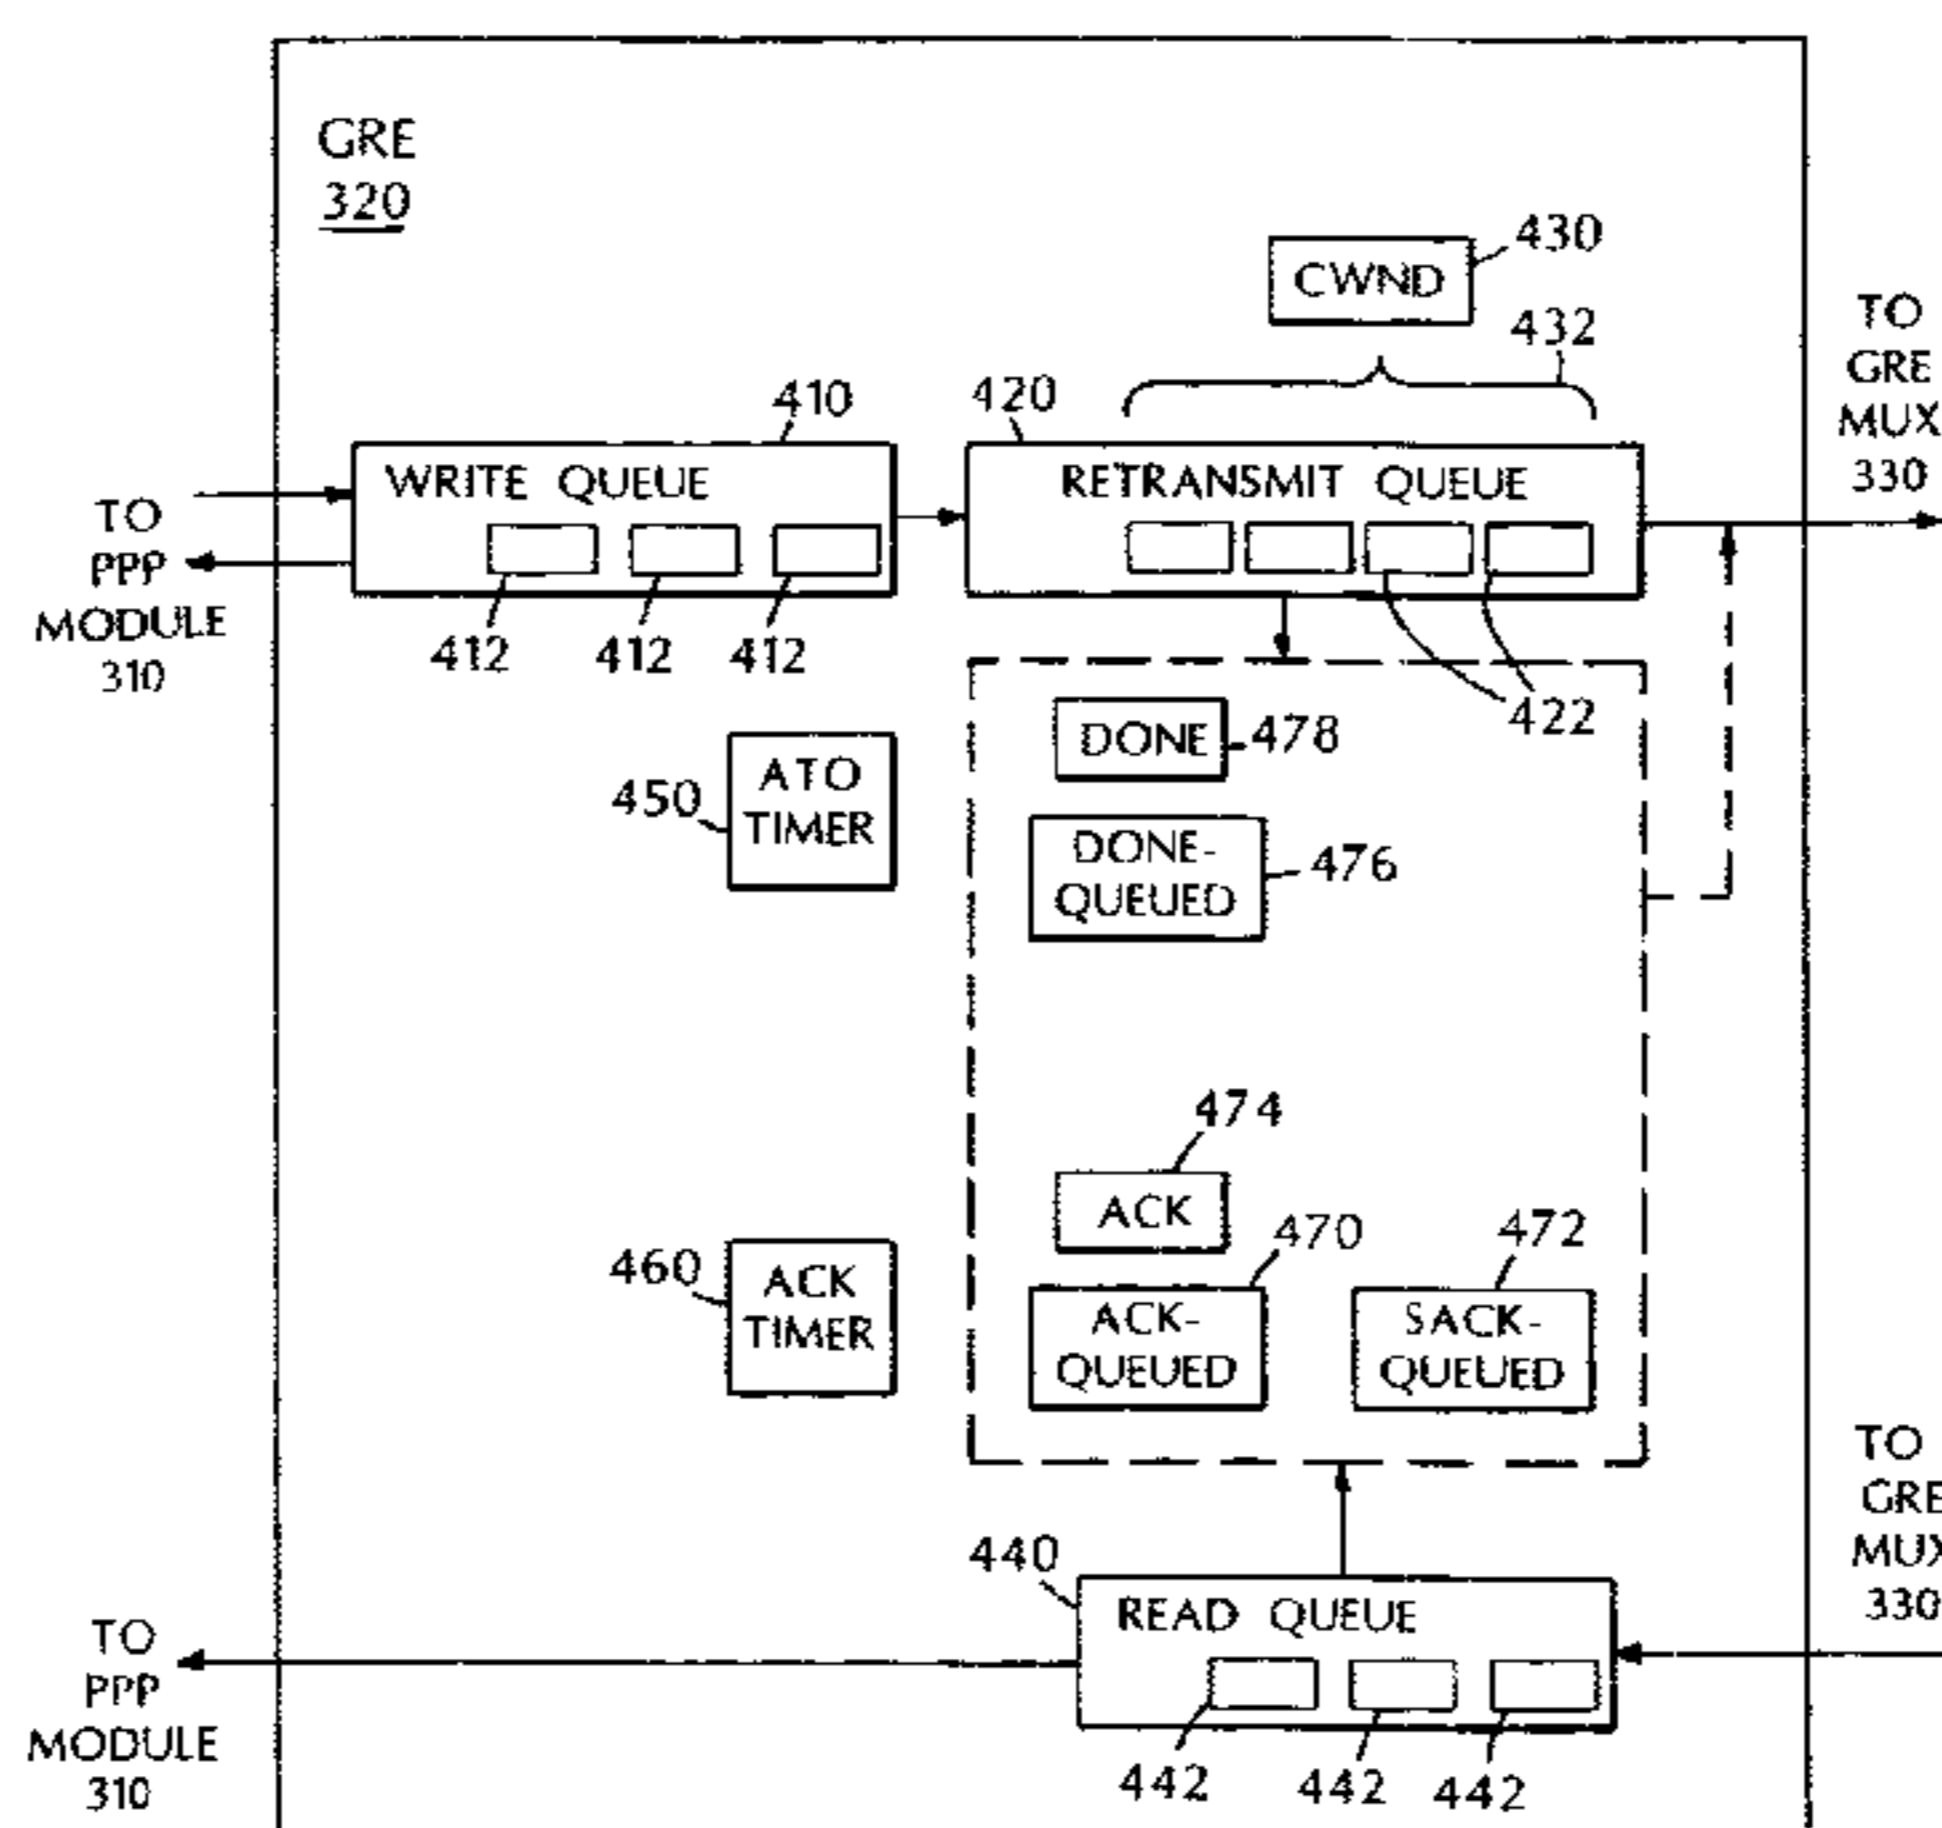 GRE
320
CWND
430
432
TO
GRE
MUX
330
410
420
WRITE QUEUE
RETRANSMIT QUEUE
TO
PPP
MODULE
310
412
412
412
422
DONE
478
ATO
TIMER
450
DONE-
QUEUED
476
474
ACK
470
472
460
ACK
TIMER
ACK-
QUEUED
SACK-
QUEUED
TO
GRE
MUX
330
440
READ QUEUE
TO
PPP
MODULE
310
442
442
442